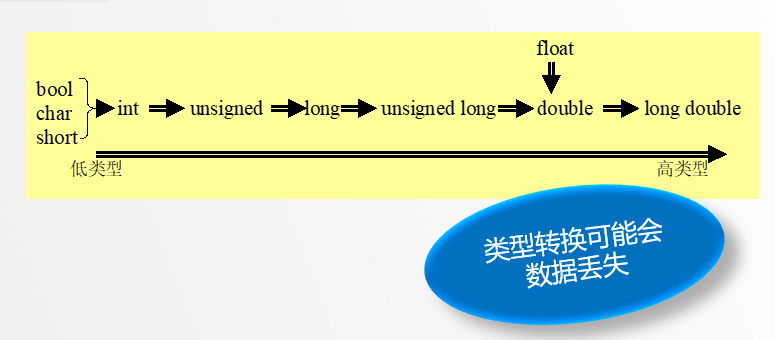 float
bool
char
short
int
unsigned
long
unsigned long
double
long double
低类型
高类型
类型转换可能会
数据丢失